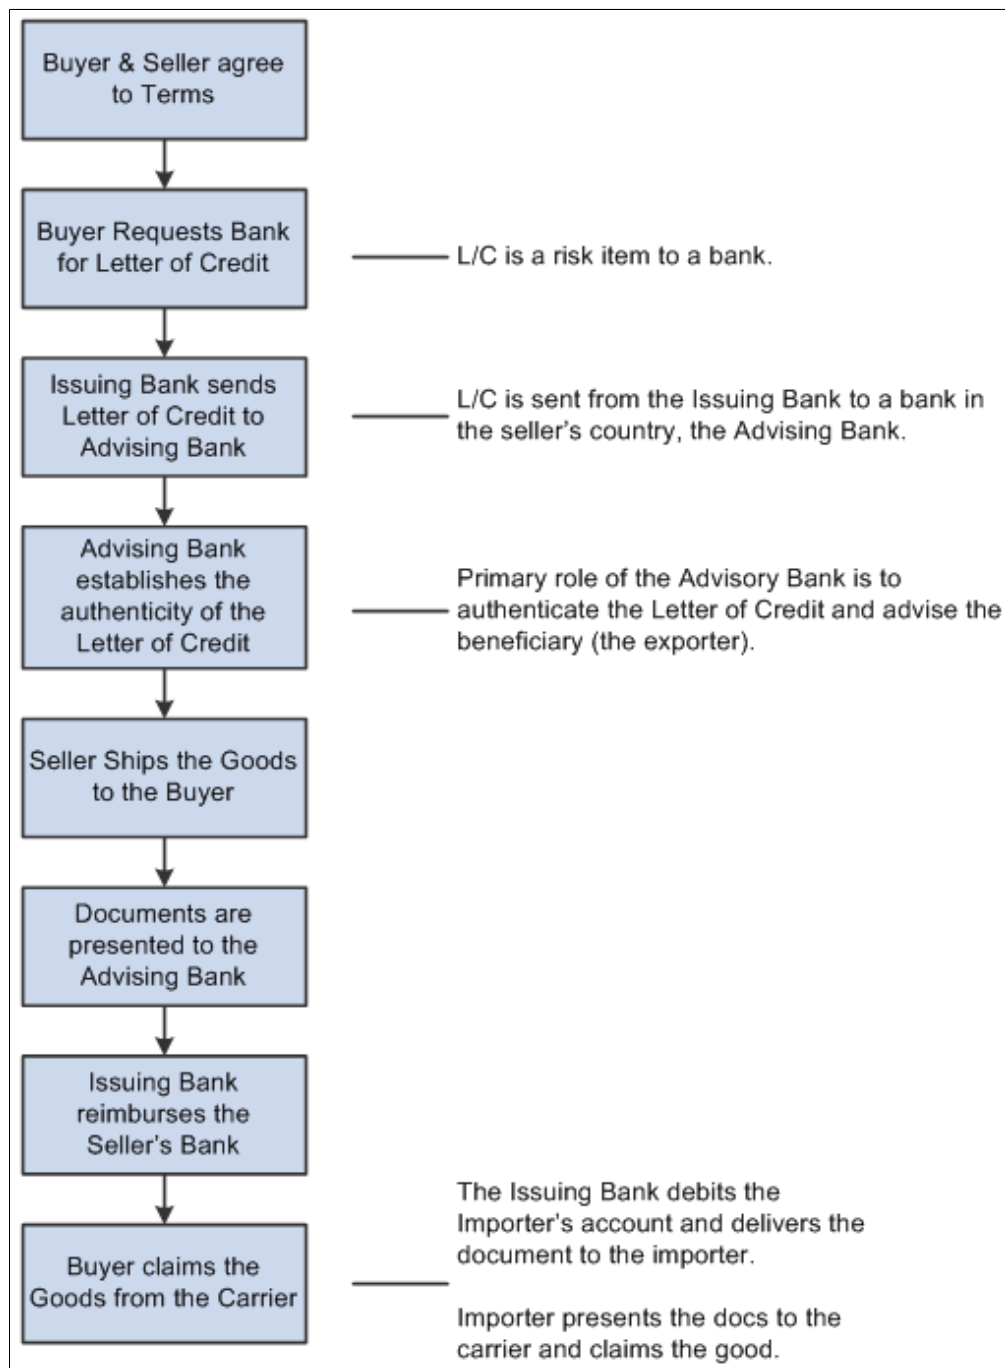 Buyer & Seller agree
to Terms
Buyer Requests Bank
for Letter of Credit
L/C is a risk item to a bank.
Issuing Bank sends
Letter of Credit to
Advising Bank
L/C is sent from the Issuing Bank to a bank in
the seller's country, the Advising Bank.
Advising Bank
establishes the
authenticity of the
Letter of Credit
Primary role of the Advisory Bank is to
authenticate the Letter of Credit and advise the
beneficiary (the exporter).
Seller Ships the Goods
to the Buyer
Documents are
presented to the
Advising Bank
Issuing Bank
reimburses the
Seller's Bank
Buyer claims the
Goods from the Carrier
The Issuing Bank debits the
Importer's account and delivers the
document to the importer.
Importer presents the docs to the
carrier and claims the good.